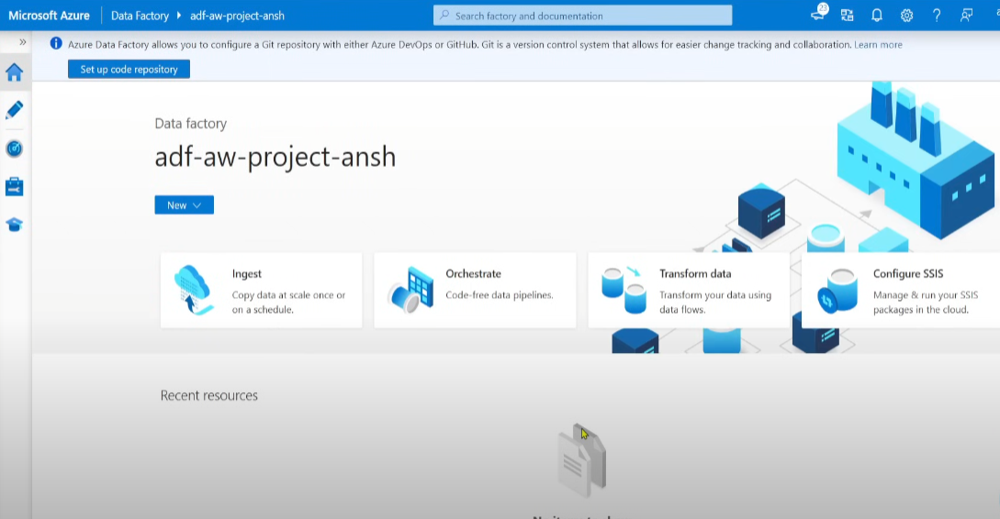 Microsoft Azure
Data Factory
adf-aw-project-ansh
Search factory and documentation
23
Azure Data Factory allows you to configure a Git repository with either Azure DevOps or GitHub. Git is a version control system that allows for easier change tracking and collaboration. Learn more
Set up code repository
Data factory
adf-aw-project-ansh
New
Ingest
Copy data at scale once or
on a schedule.
Orchestrate
Code-free data pipelines.
Transform data
Transform your data using
data flows.
Configure SSIS
Manage & run your SSIS
packages in the cloud.
Recent resources